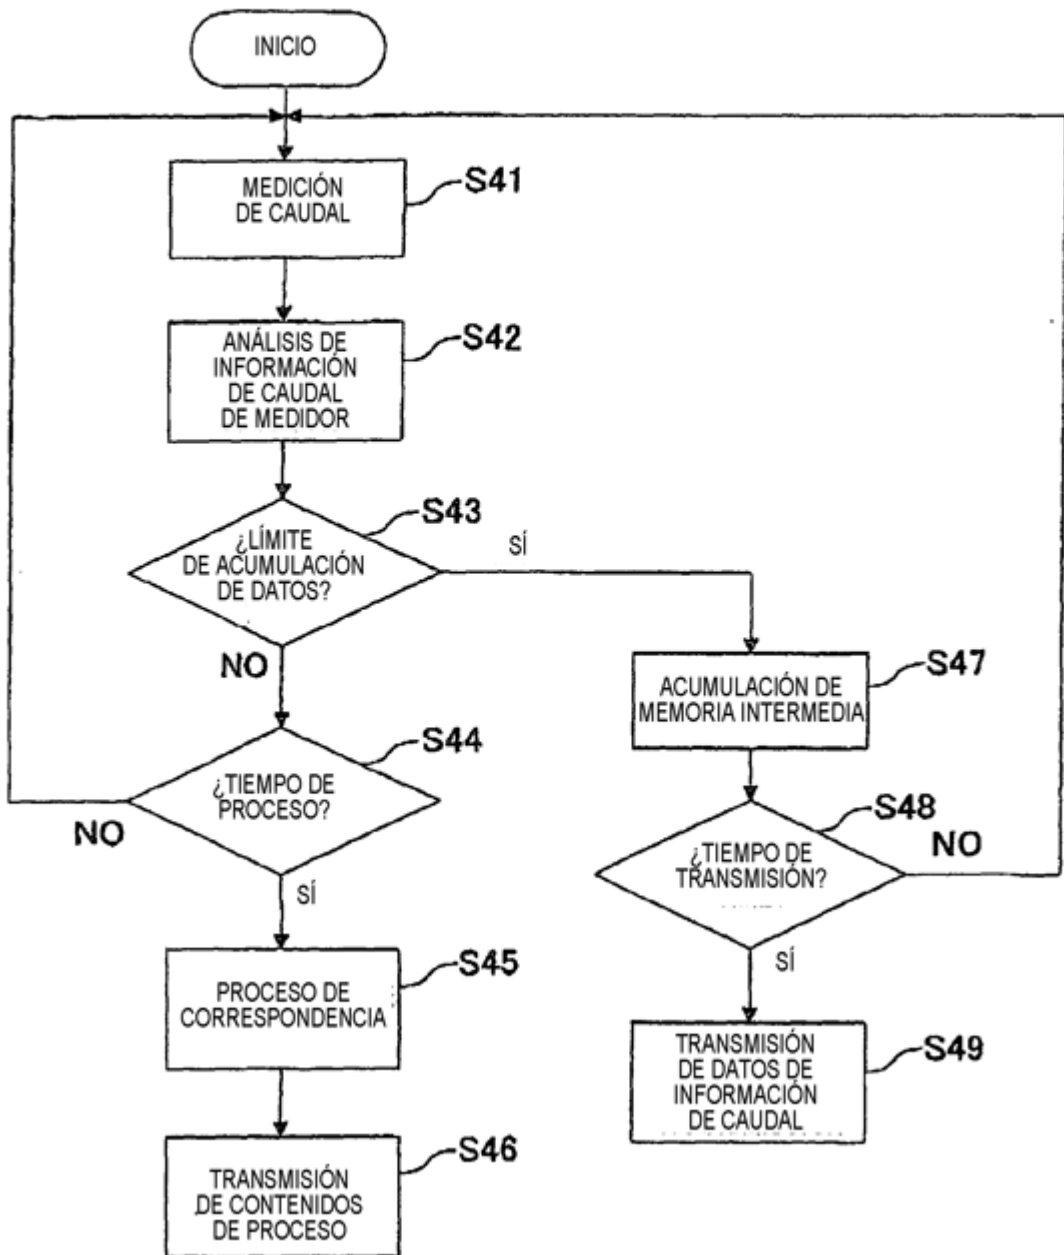 INICIO
MEDICIÓN
DE CAUDAL
S41
ANÁLISIS DE
INFORMACIÓN
DE CAUDAL
DE MEDIDOR
S42
¿LÍMITE
DE ACUMULACIÓN
DE DATOS?
S43
SÍ
NO
ACUMULACIÓN DE
MEMORIA INTERMEDIA
S47
¿TIEMPO DE
PROCESO?
S44
NO
SÍ
¿TIEMPO DE
TRANSMISIÓN?
S48
NO
SÍ
PROCESO DE
CORRESPONDENCIA
S45
TRANSMISIÓN
DE DATOS DE
INFORMACIÓN
DE CAUDAL
S49
TRANSMISIÓN
DE CONTENIDOS
DE PROCESO
S46